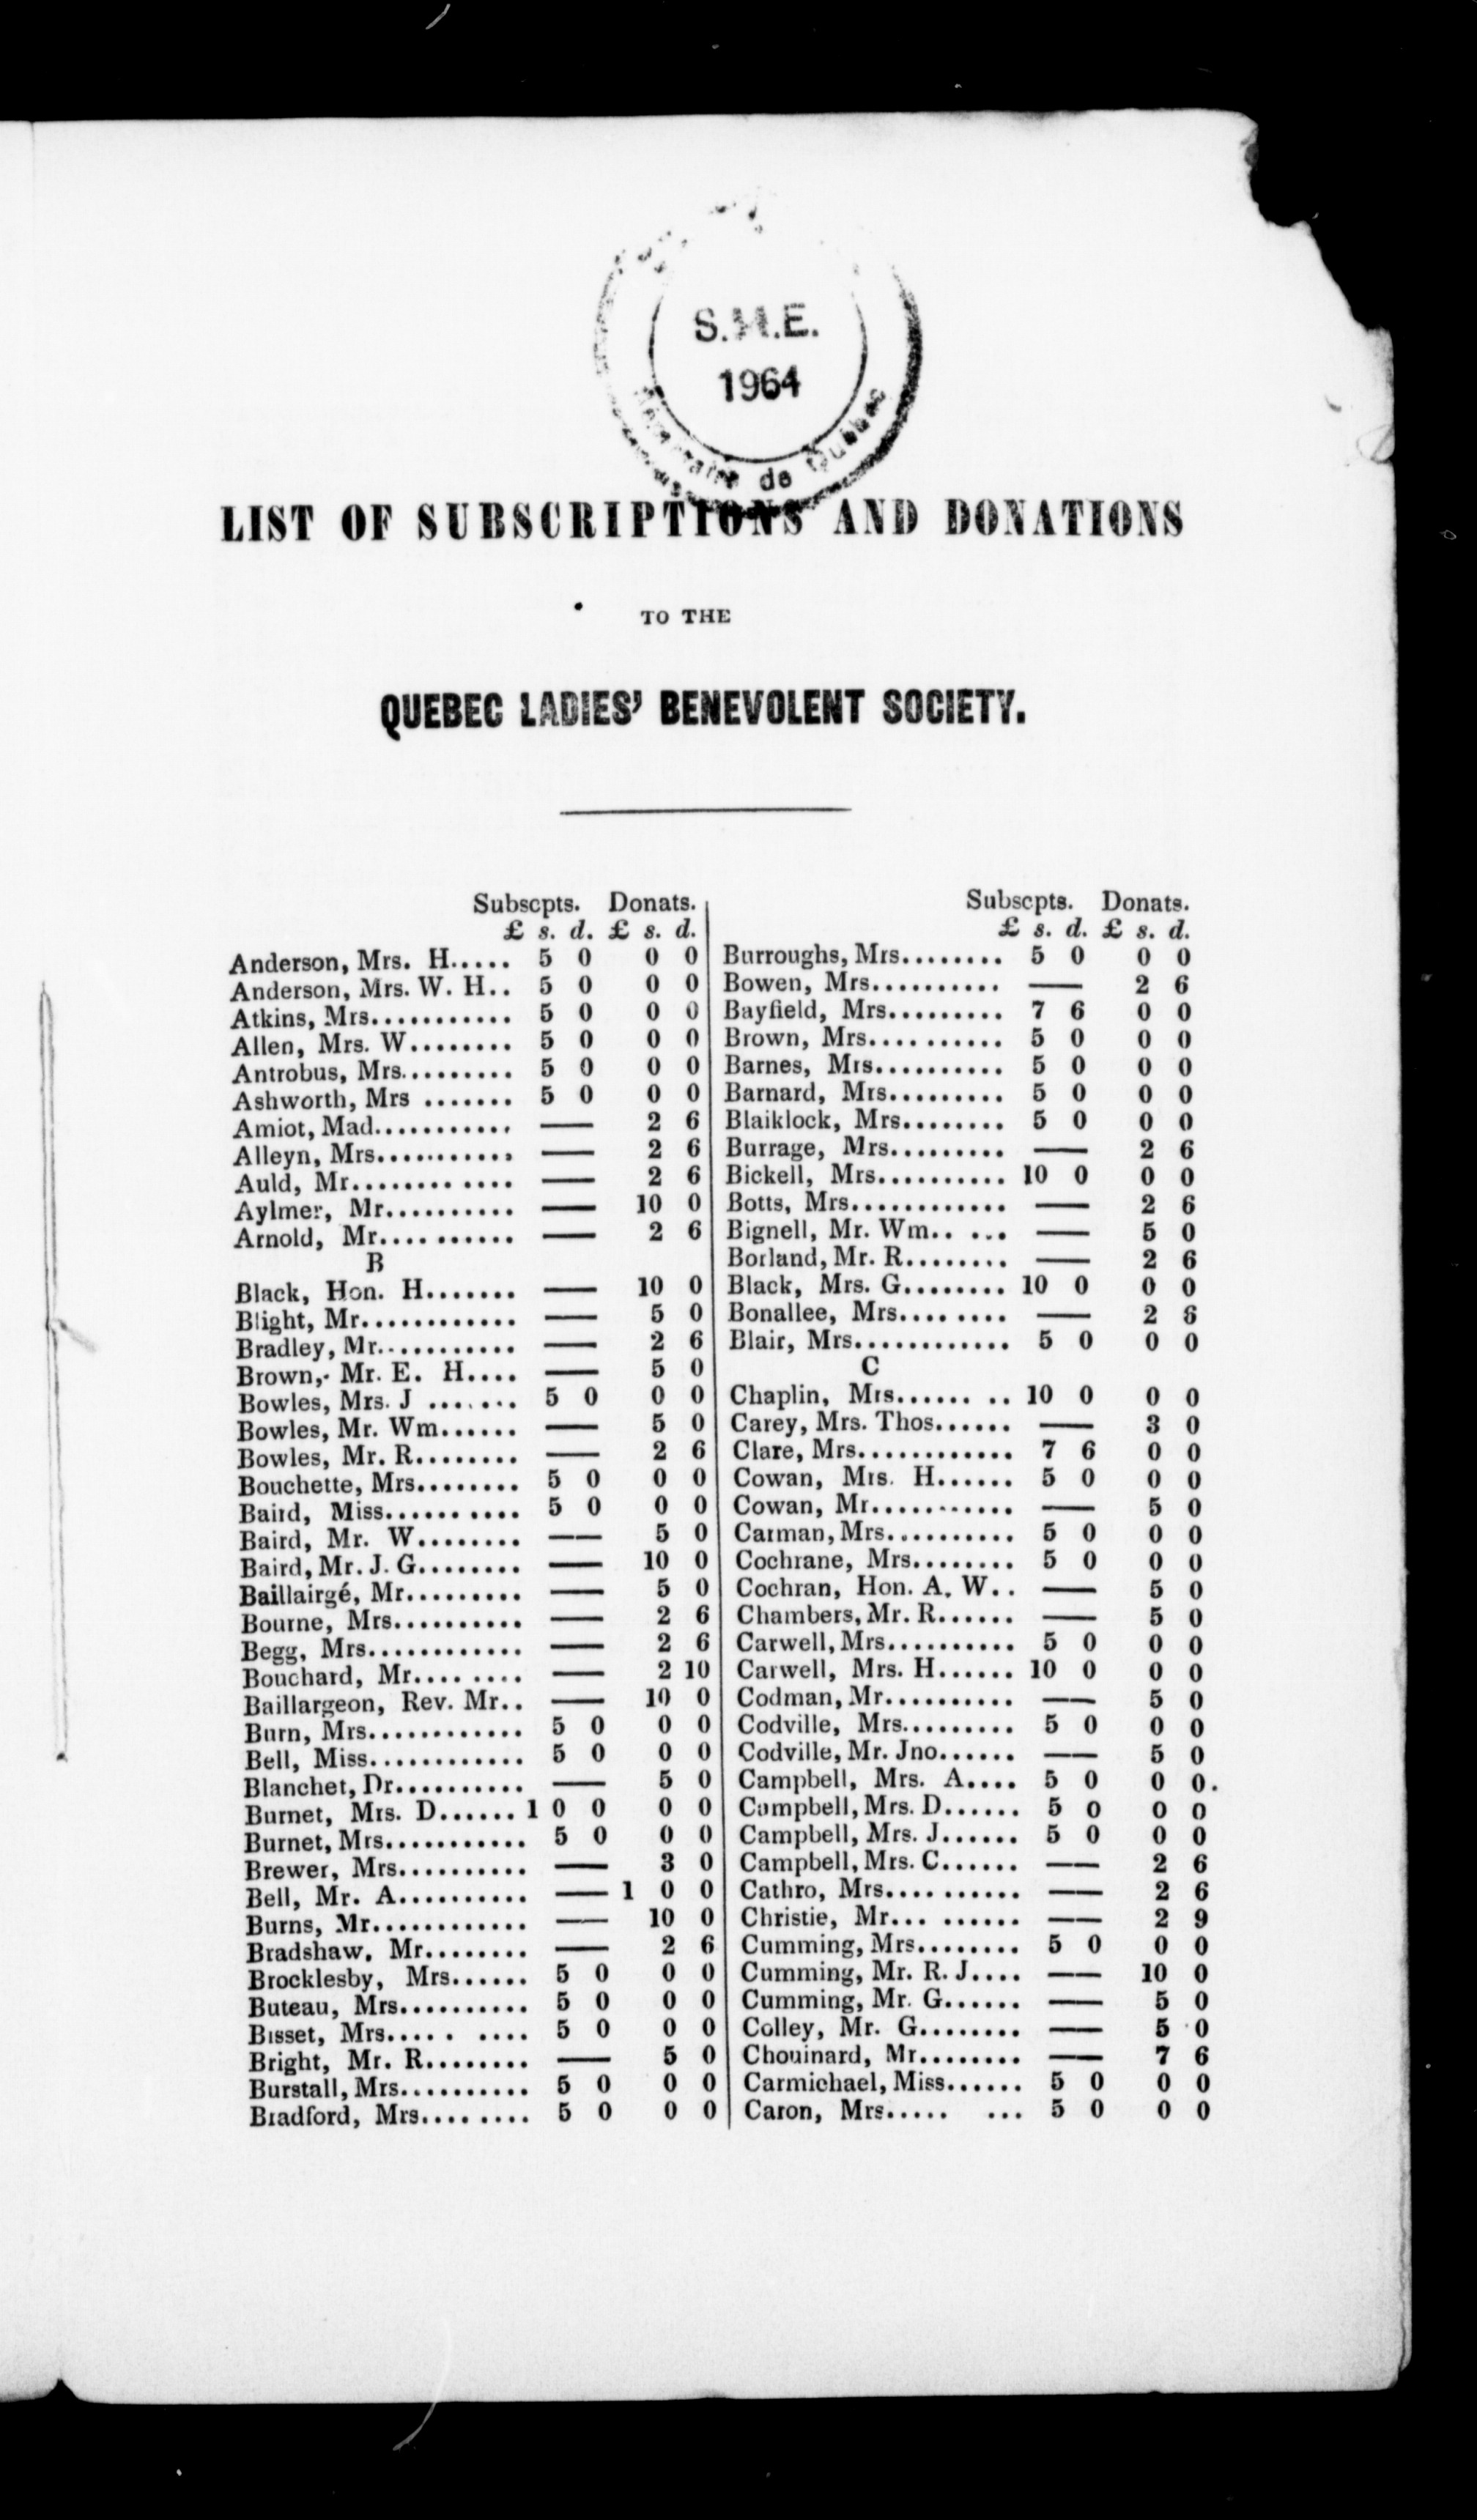 S.M.E.
1964
de Québec
LIST OF SUBSCRIPTIONS AND DONATIONS
TO THE
QUEBEC LADIES' BENEVOLENT SOCIETY.
Subscpts. Donats.
£ s. d. £ s. d.
Anderson, Mrs. H..... 5 0 0 0
Anderson, Mrs. W. H.. 5 0 0 0
Atkins, Mrs........... 5 0 0 0
Allen, Mrs. W........ 5 0 0 0
Antrobus, Mrs......... 5 0 0 0
Ashworth, Mrs ....... 5 0 0 0
Amiot, Mad........... —— 2 6
Alleyn, Mrs........... —— 2 6
Auld, Mr........ .... —— 2 6
Aylmer, Mr.......... —— 10 0
Arnold, Mr.... ...... —— 2 6
B
Black, Hon. H....... —— 10 0
Blight, Mr............ —— 5 0
Bradley, Mr........... —— 2 6
Brown,- Mr. E. H.... —— 5 0
Bowles, Mrs. J ....... 5 0 0 0
Bowles, Mr. Wm...... —— 5 0
Bowles, Mr. R........ —— 2 6
Bouchette, Mrs........ 5 0 0 0
Baird, Miss...... .... 5 0 0 0
Baird, Mr. W........ —— 5 0
Baird, Mr. J. G........ —— 10 0
Baillairgé, Mr......... —— 5 0
Bourne, Mrs.......... —— 2 6
Begg, Mrs............ —— 2 6
Bouchard, Mr.... .... —— 2 10
Baillargeon, Rev. Mr.. —— 10 0
Burn, Mrs............ 5 0 0 0
Bell, Miss............ 5 0 0 0
Blanchet, Dr.......... —— 5 0
Burnet, Mrs. D...... 1 0 0 0 0
Burnet, Mrs........... 5 0 0 0
Brewer, Mrs.......... —— 3 0
Bell, Mr. A.......... —— 1 0 0
Burns, Mr............ —— 10 0
Bradshaw, Mr........ —— 2 6
Brocklesby, Mrs...... 5 0 0 0
Buteau, Mrs.......... 5 0 0 0
Bisset, Mrs..... . .... 5 0 0 0
Bright, Mr. R........ —— 5 0
Burstall, Mrs.......... 5 0 0 0
Bradford, Mrs.... .... 5 0 0 0
Subscpts. Donats.
£ s. d. £ s. d.
Burroughs, Mrs........ 5 0 0 0
Bowen, Mrs.......... —— 2 6
Bayfield, Mrs......... 7 6 0 0
Brown, Mrs.... ...... 5 0 0 0
Barnes, Mrs.......... 5 0 0 0
Barnard, Mrs......... 5 0 0 0
Blaiklock, Mrs........ 5 0 0 0
Burrage, Mrs......... —— 2 6
Bickell, Mrs.......... 10 0 0 0
Botts, Mrs............ —— 2 6
Bignell, Mr. Wm.. ... —— 5 0
Borland, Mr. R........ —— 2 6
Black, Mrs. G........ 10 0 0 0
Bonallee, Mrs.... .... —— 2 6
Blair, Mrs............ 5 0 0 0
C
Chaplin, Mrs...... .. 10 0 0 0
Carey, Mrs. Thos...... —— 3 0
Clare, Mrs............ 7 6 0 0
Cowan, Mrs. H...... 5 0 0 0
Cowan, Mr........... —— 5 0
Carman, Mrs.......... 5 0 0 0
Cochrane, Mrs........ 5 0 0 0
Cochran, Hon. A. W.. —— 5 0
Chambers, Mr. R...... —— 5 0
Carwell, Mrs.......... 5 0 0 0
Carwell, Mrs. H...... 10 0 0 0
Codman, Mr.......... —— 5 0
Codville, Mrs......... 5 0 0 0
Codville, Mr. Jno...... —— 5 0
Campbell, Mrs. A.... 5 0 0 0.
Campbell, Mrs. D...... 5 0 0 0
Campbell, Mrs. J...... 5 0 0 0
Campbell, Mrs. C...... —— 2 6
Cathro, Mrs.... ...... —— 2 6
Christie, Mr... ...... —— 2 9
Cumming, Mrs........ 5 0 0 0
Cumming, Mr. R. J.... —— 10 0
Cumming, Mr. G...... —— 5 0
Colley, Mr. G........ —— 5 0
Chouinard, Mr........ —— 7 6
Carmichael, Miss...... 5 0 0 0
Caron, Mrs..... ... 5 0 0 0